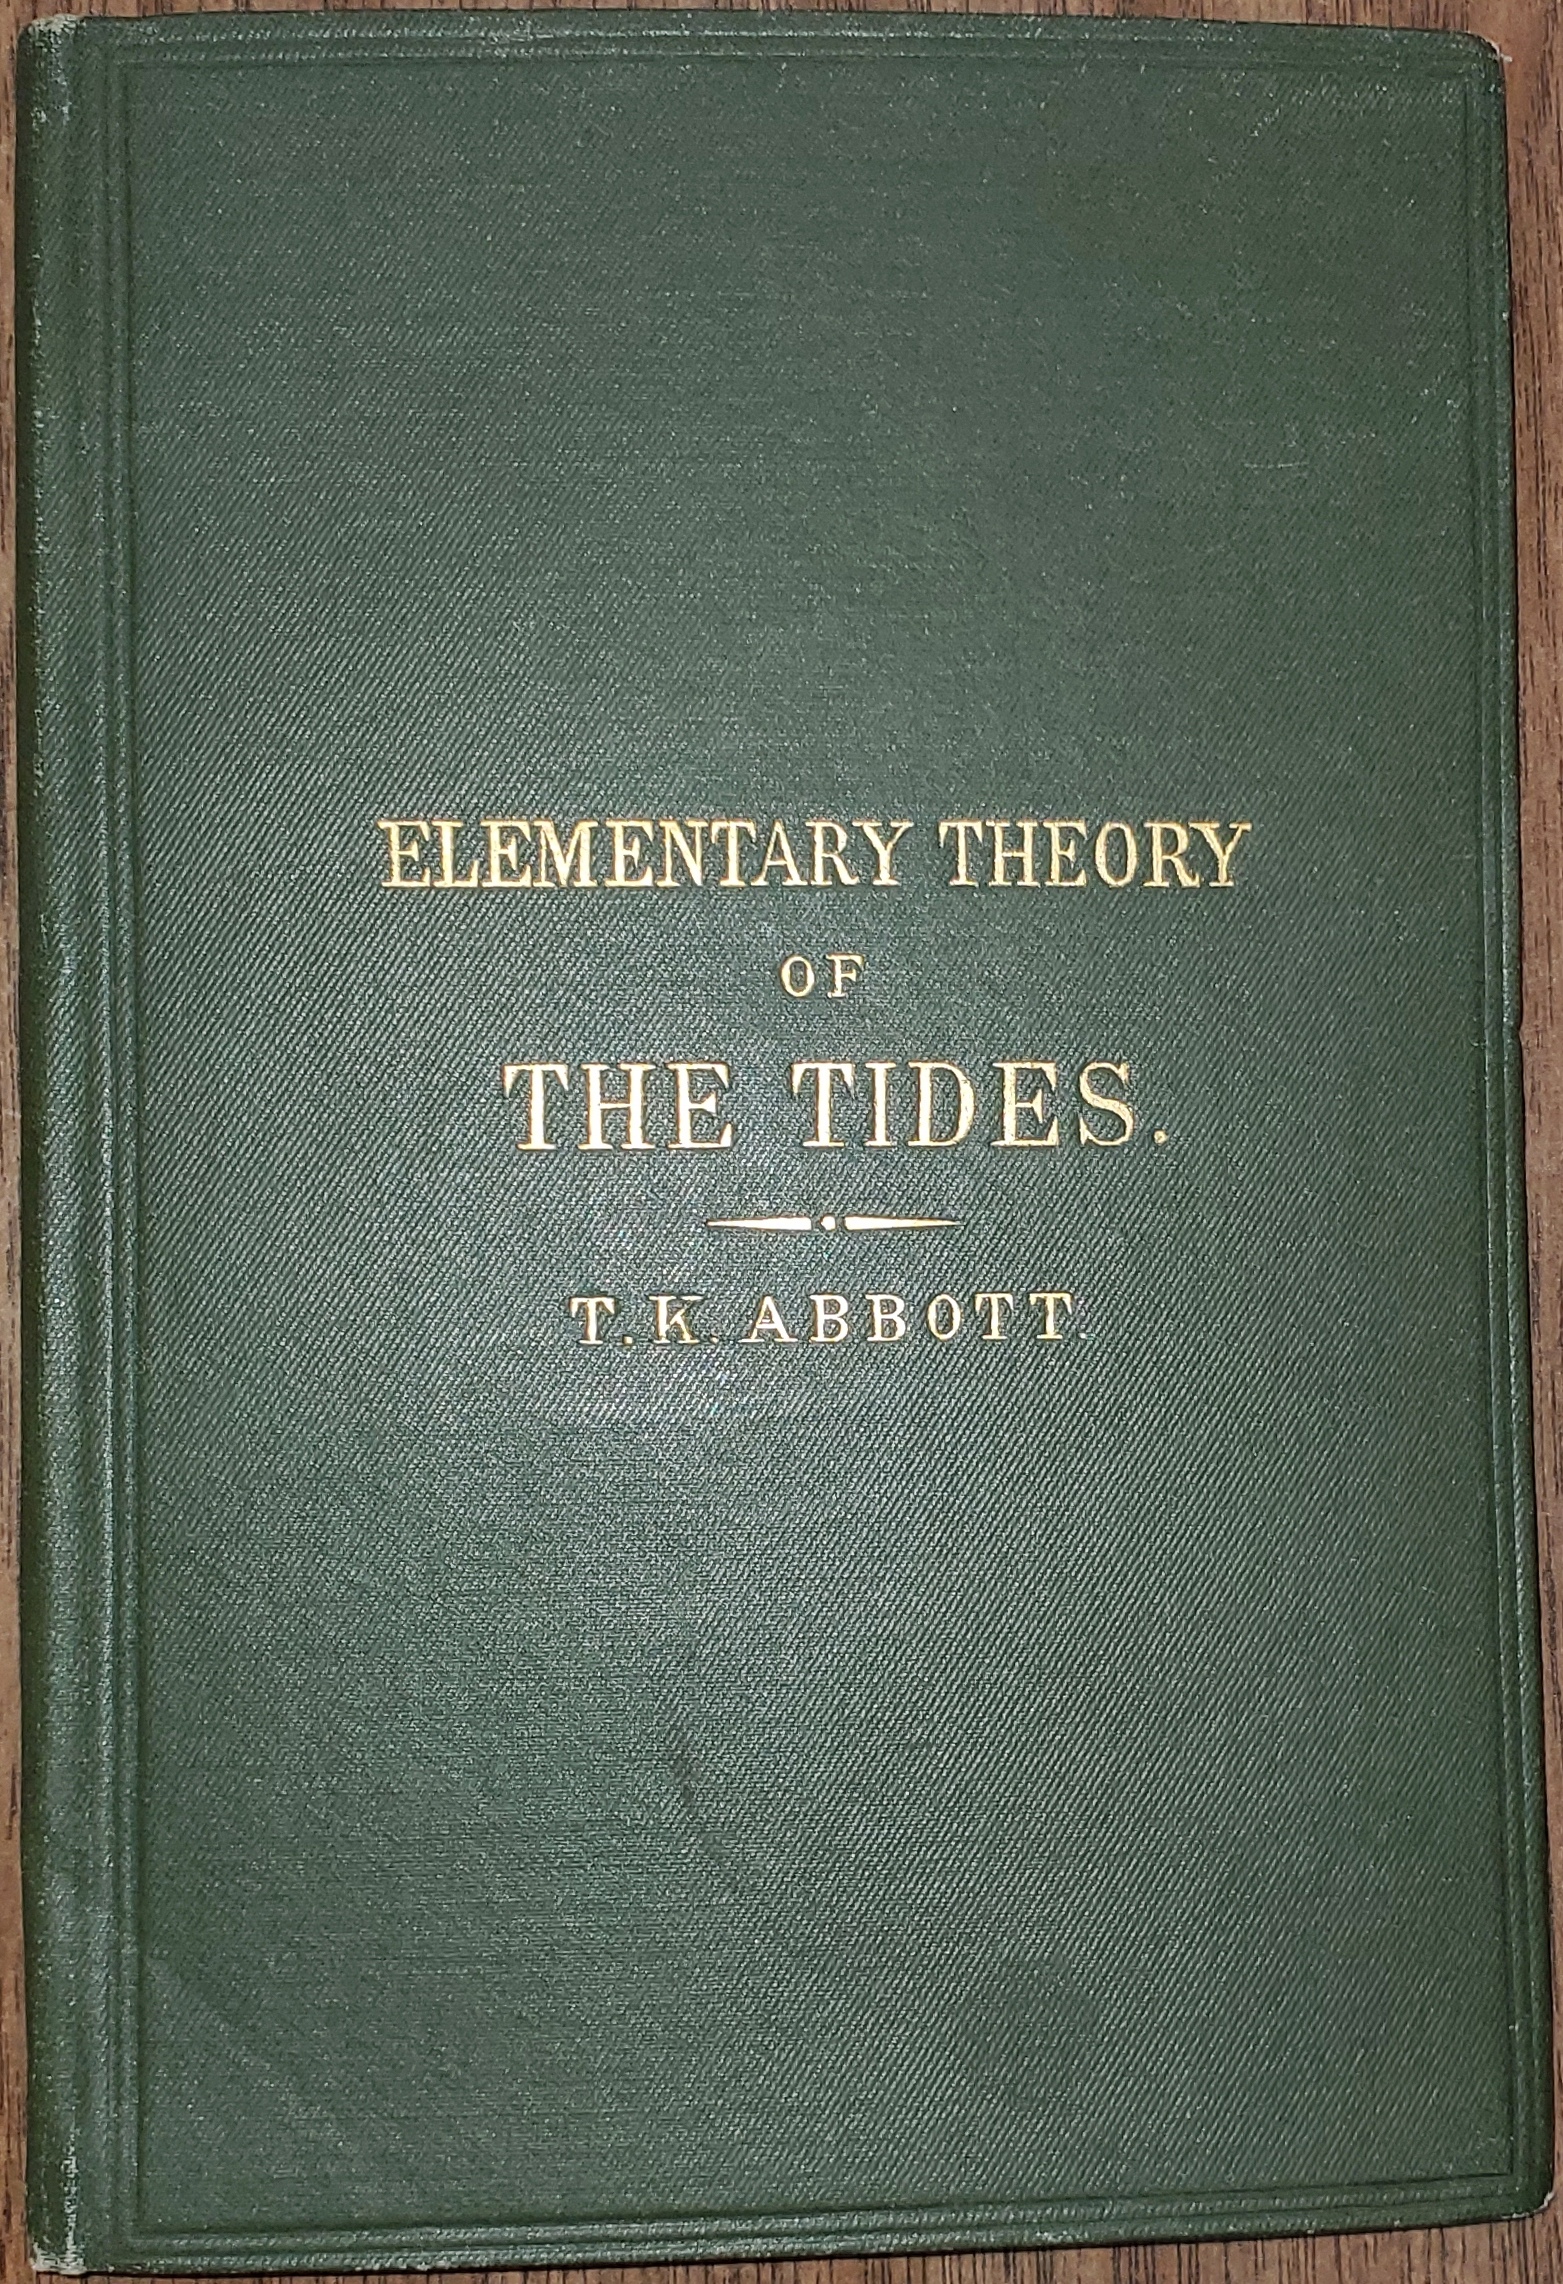 ELEMENTARY THEORY
OF
THE TIDES.
T. K. ABBOTT.